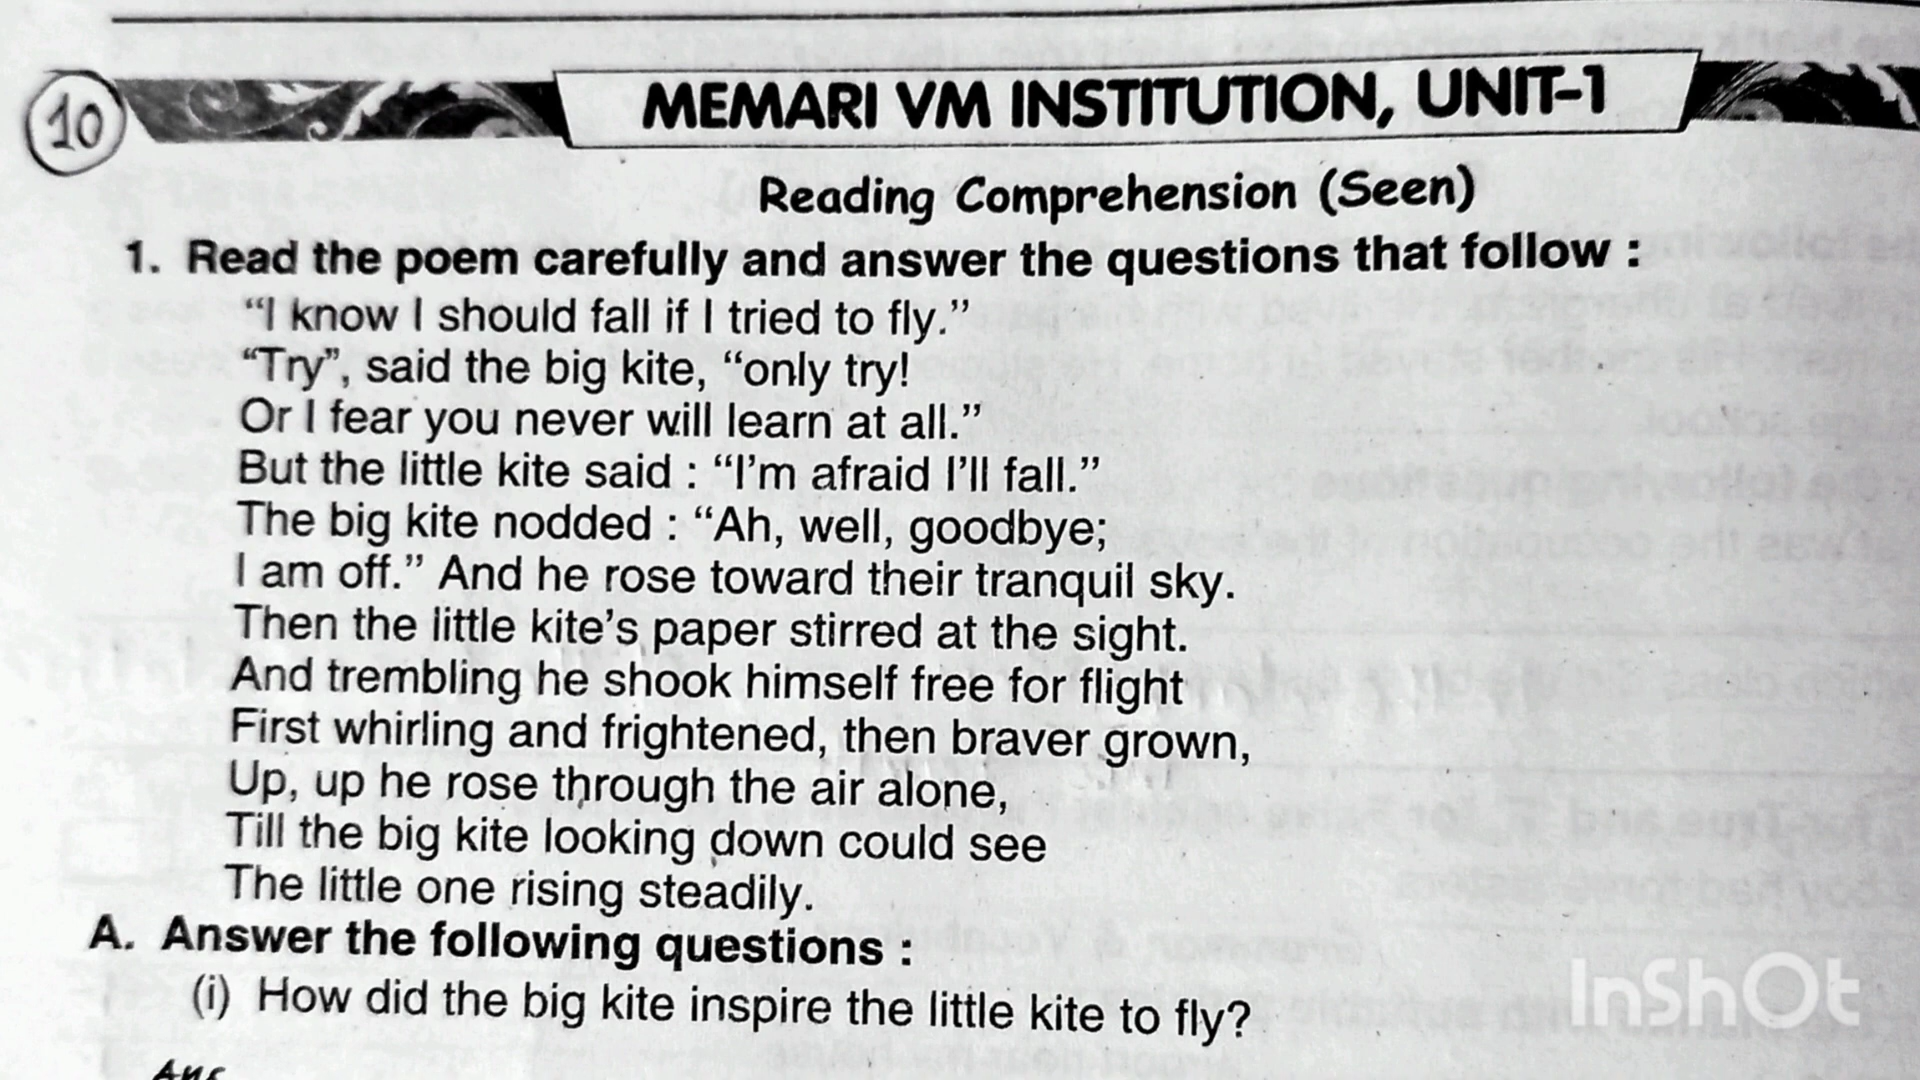 10
MEMARI VM INSTITUTION, UNIT-1
Reading Comprehension (Seen)
1. Read the poem carefully and answer the questions that follow :
“I know I should fall if I tried to fly.”
“Try”, said the big kite, “only try!
Or I fear you never will learn at all.”
But the little kite said : “I’m afraid I’ll fall.”
The big kite nodded : “Ah, well, goodbye;
I am off.” And he rose toward their tranquil sky.
Then the little kite’s paper stirred at the sight.
And trembling he shook himself free for flight
First whirling and frightened, then braver grown,
Up, up he rose through the air alone,
Till the big kite looking down could see
The little one rising steadily.
A. Answer the following questions :
(i) How did the big kite inspire the little kite to fly?
InShOt